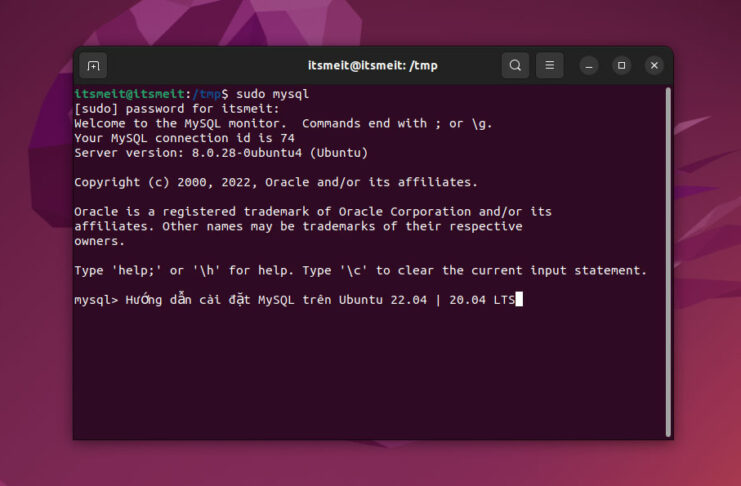 itsmeit@itsmeit: /tmp
itsmeit@itsmeit:/tmp$ sudo mysql
[sudo] password for itsmeit:
Welcome to the MySQL monitor.  Commands end with ; or \g.
Your MySQL connection id is 74
Server version: 8.0.28-0ubuntu4 (Ubuntu)
Copyright (c) 2000, 2022, Oracle and/or its affiliates.
Oracle is a registered trademark of Oracle Corporation and/or its
affiliates. Other names may be trademarks of their respective
owners.
Type 'help;' or '\h' for help. Type '\c' to clear the current input statement.
mysql> Hướng dẫn cài đặt MySQL trên Ubuntu 22.04 | 20.04 LTS